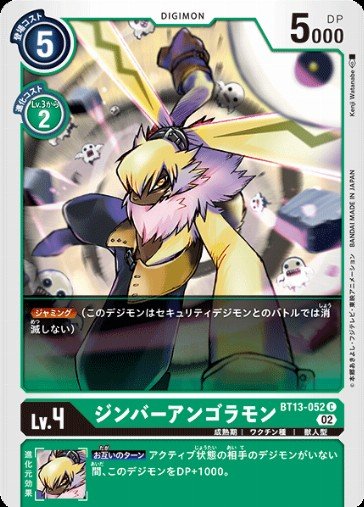 登場コスト
5
DIGIMON
DP
5000
進化コスト
Lv.3から
2
Kenji Watanabe
BANDAI MADE IN JAPAN
©本郷あきよし・フジテレビ・東映アニメーション
ジャミング (このデジモンはセキュリティデジモンとのバトルでは消滅しない)
Lv.4
ジンバーアンゴラモン
BT13-052 C
02
成熟期 | ワクチン種 | 獣人型
進化元効果
お互いのターン アクティブ状態の相手のデジモンがいない
間、このデジモンをDP+1000。